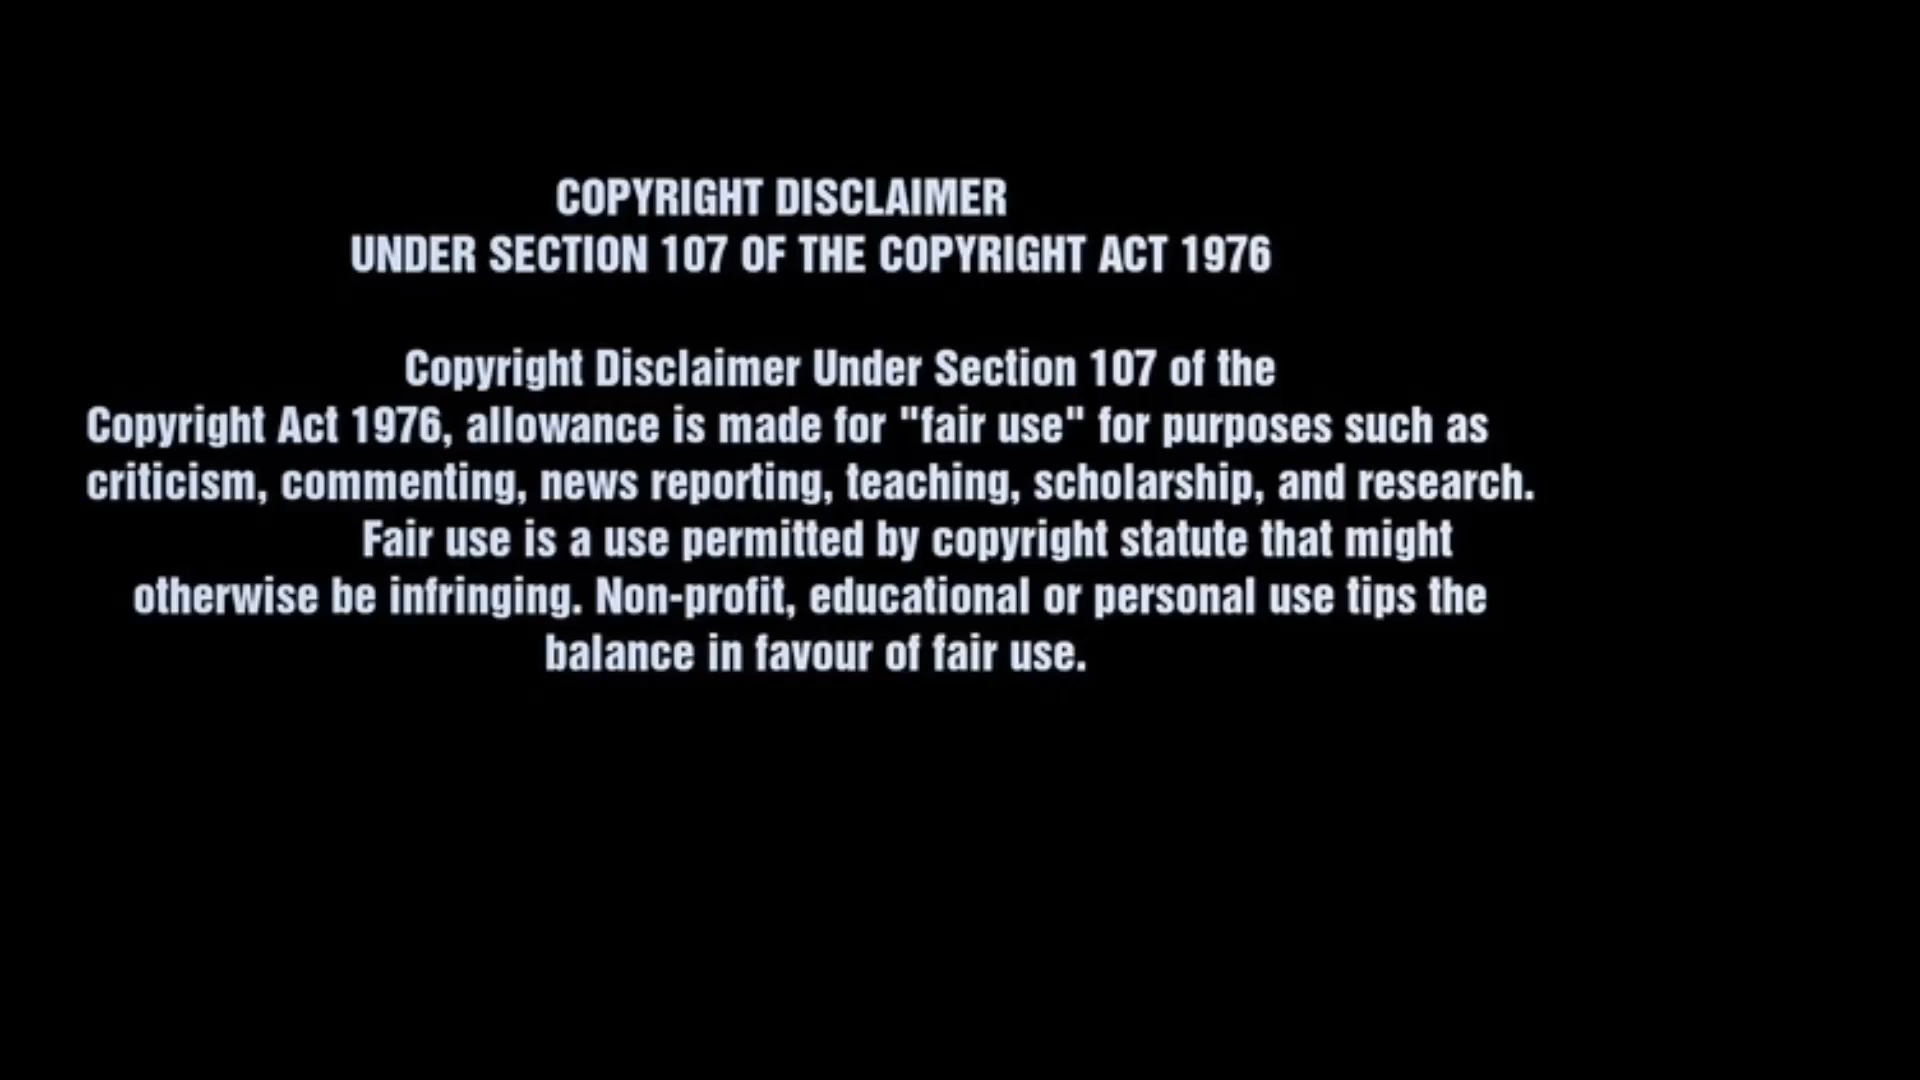 COPYRIGHT DISCLAIMER
UNDER SECTION 107 OF THE COPYRIGHT ACT 1976
Copyright Disclaimer Under Section 107 of the
Copyright Act 1976, allowance is made for "fair use" for purposes such as
criticism, commenting, news reporting, teaching, scholarship, and research.
Fair use is a use permitted by copyright statute that might
otherwise be infringing. Non-profit, educational or personal use tips the
balance in favour of fair use.